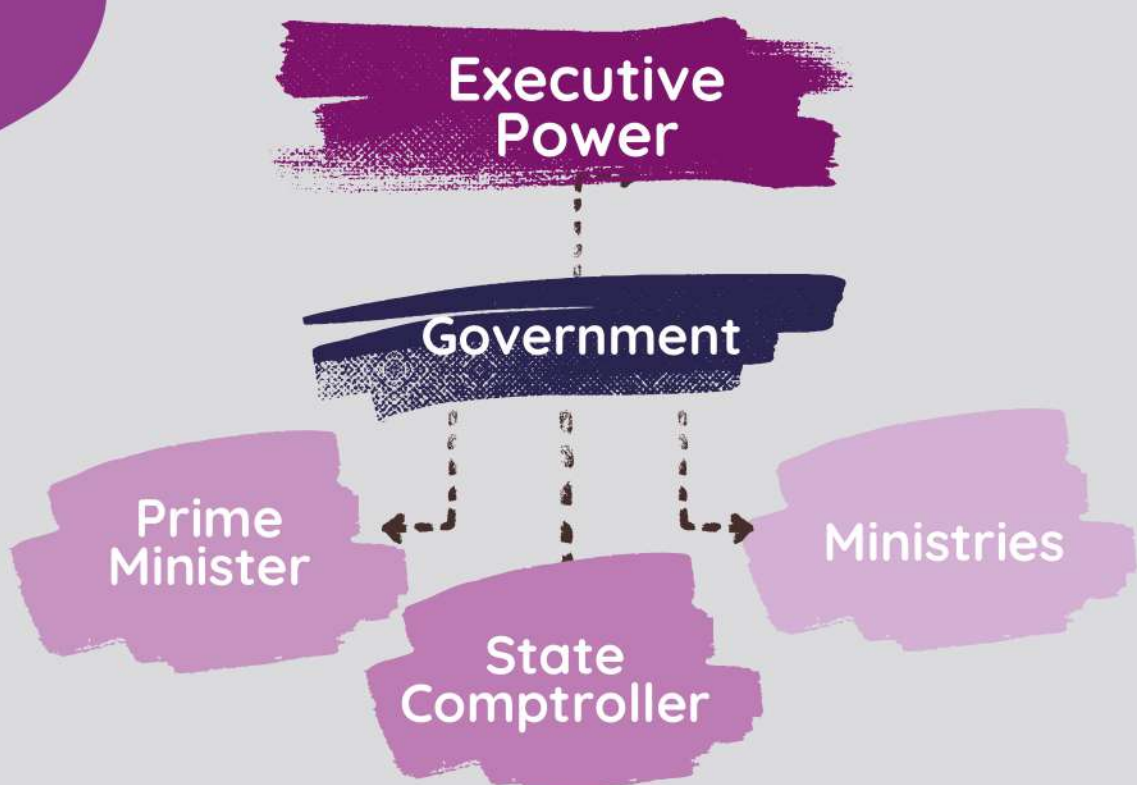 Executive
Power
Government
Prime
Minister
Ministries
State
Comptroller